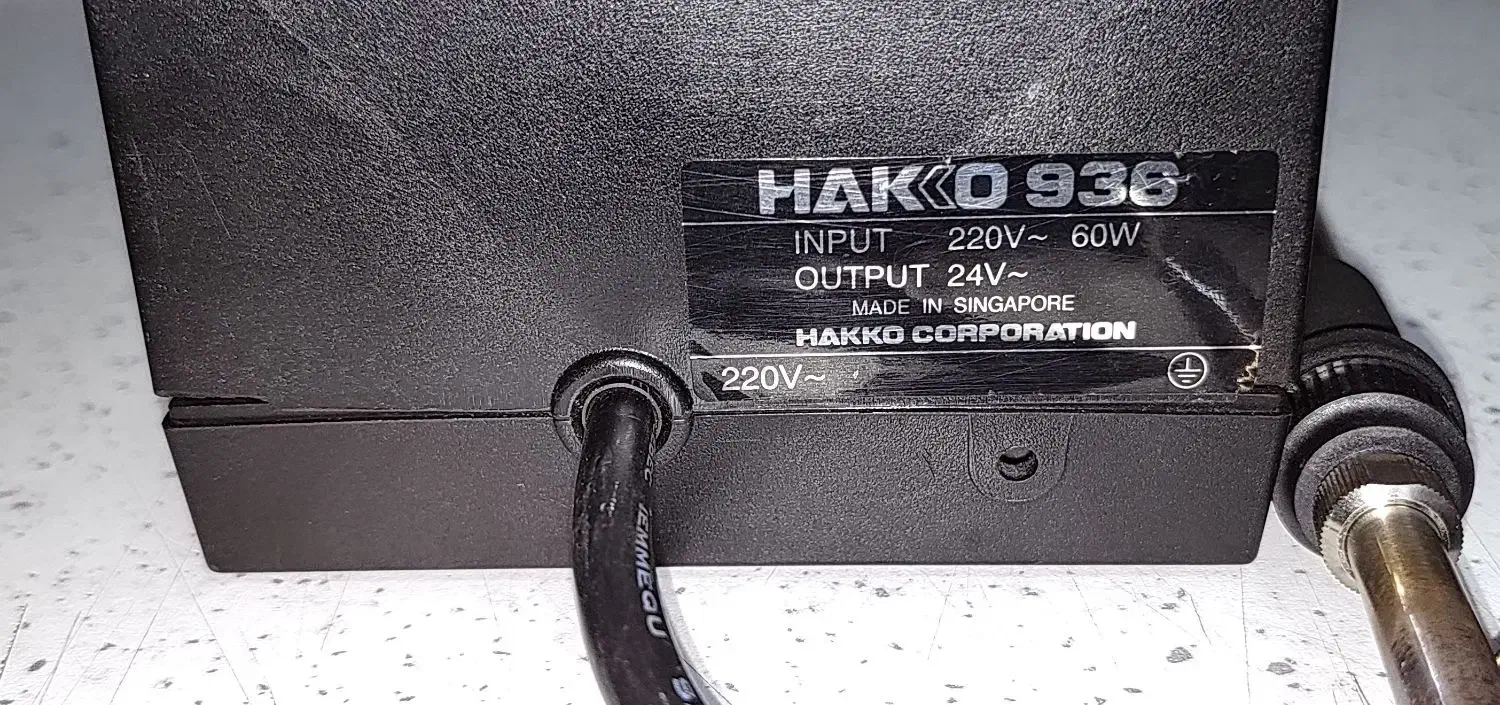 HAKKO 936
INPUT 220V~ 60W
OUTPUT 24V~
MADE IN SINGAPORE
HAKKO CORPORATION
220V~